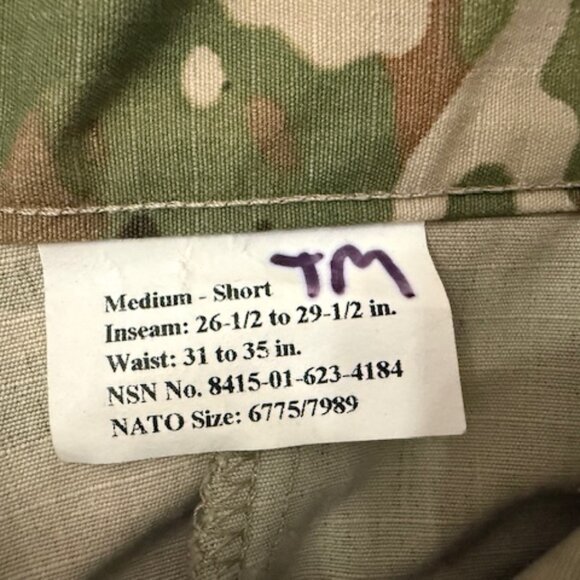 TM
Medium - Short
Inseam: 26-1/2 to 29-1/2 in.
Waist: 31 to 35 in.
NSN No. 8415-01-623-4184
NATO Size: 6775/7989